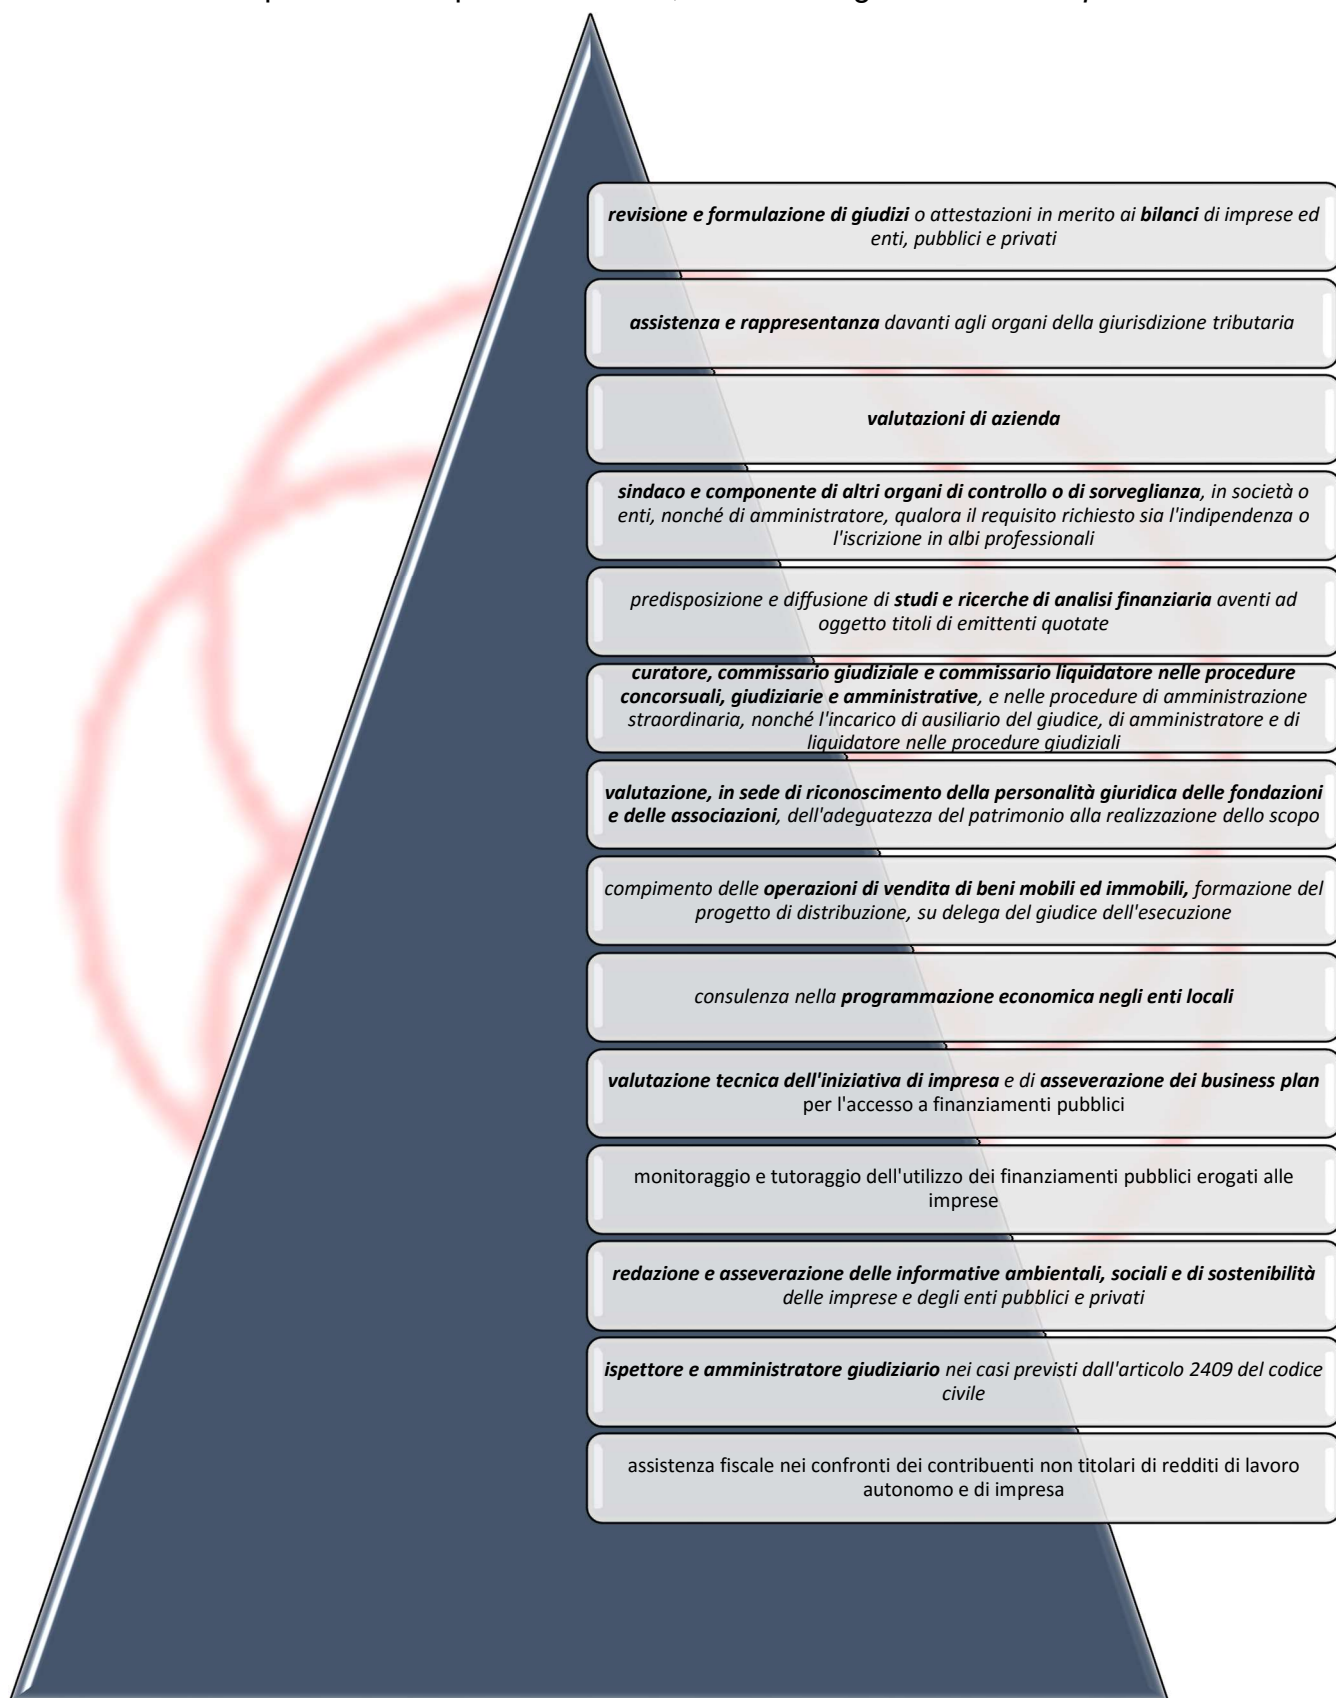 revisione e formulazione di giudizi o attestazioni in merito ai bilanci di imprese ed
enti, pubblici e privati
assistenza e rappresentanza davanti agli organi della giurisdizione tributaria
valutazioni di azienda
sindaco e componente di altri organi di controllo o di sorveglianza, in società o
enti, nonché di amministratore, qualora il requisito richiesto sia l'indipendenza o
l'iscrizione in albi professionali
predisposizione e diffusione di studi e ricerche di analisi finanziaria aventi ad
oggetto titoli di emittenti quotate
curatore, commissario giudiziale e commissario liquidatore nelle procedure
concorsuali, giudiziarie e amministrative, e nelle procedure di amministrazione
straordinaria, nonché l'incarico di ausiliario del giudice, di amministratore e di
liquidatore nelle procedure giudiziali
valutazione, in sede di riconoscimento della personalità giuridica delle fondazioni
e delle associazioni, dell'adeguatezza del patrimonio alla realizzazione dello scopo
compimento delle operazioni di vendita di beni mobili ed immobili, formazione del
progetto di distribuzione, su delega del giudice dell'esecuzione
consulenza nella programmazione economica negli enti locali
valutazione tecnica dell'iniziativa di impresa e di asseverazione dei business plan
per l'accesso a finanziamenti pubblici
monitoraggio e tutoraggio dell'utilizzo dei finanziamenti pubblici erogati alle
imprese
redazione e asseverazione delle informative ambientali, sociali e di sostenibilità
delle imprese e degli enti pubblici e privati
ispettore e amministratore giudiziario nei casi previsti dall'articolo 2409 del codice
civile
assistenza fiscale nei confronti dei contribuenti non titolari di redditi di lavoro
autonomo e di impresa